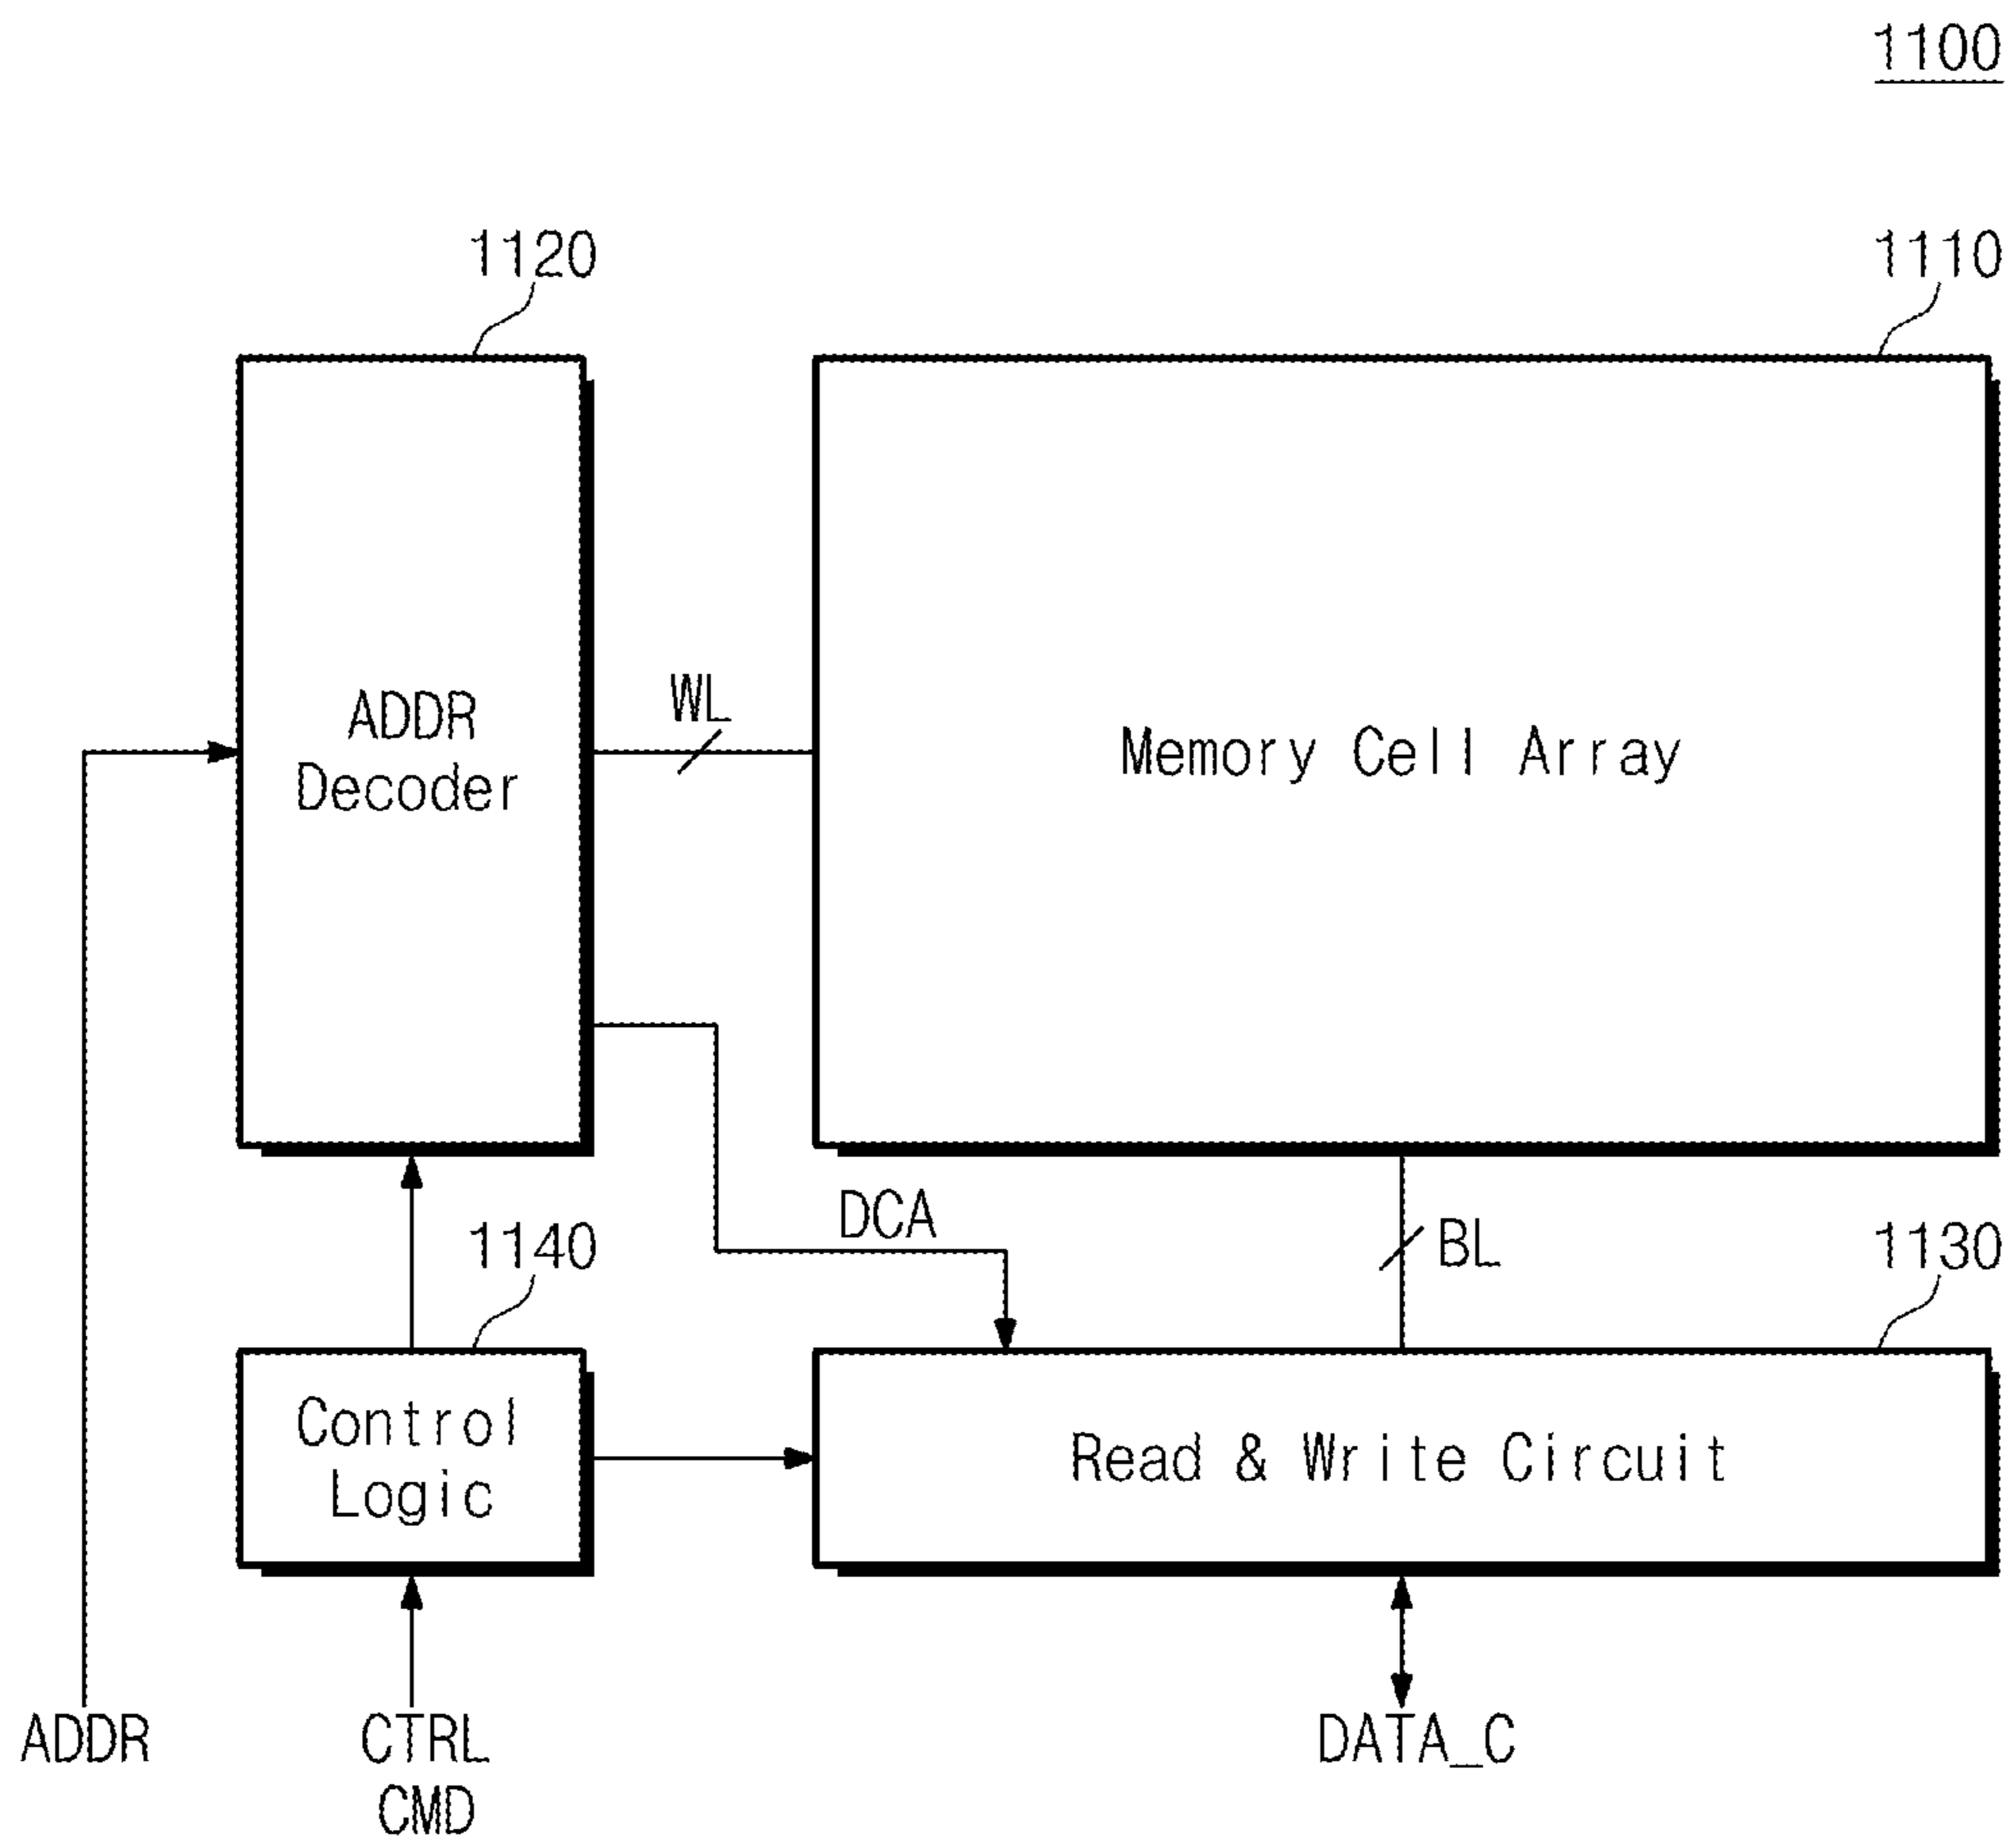 1100
1120
1110
ADDR
Decoder
WL
Memory Cell Array
DCA
BL
1140
1130
Control
Logic
Read & Write Circuit
ADDR
CTRL
CMD
DATA_C